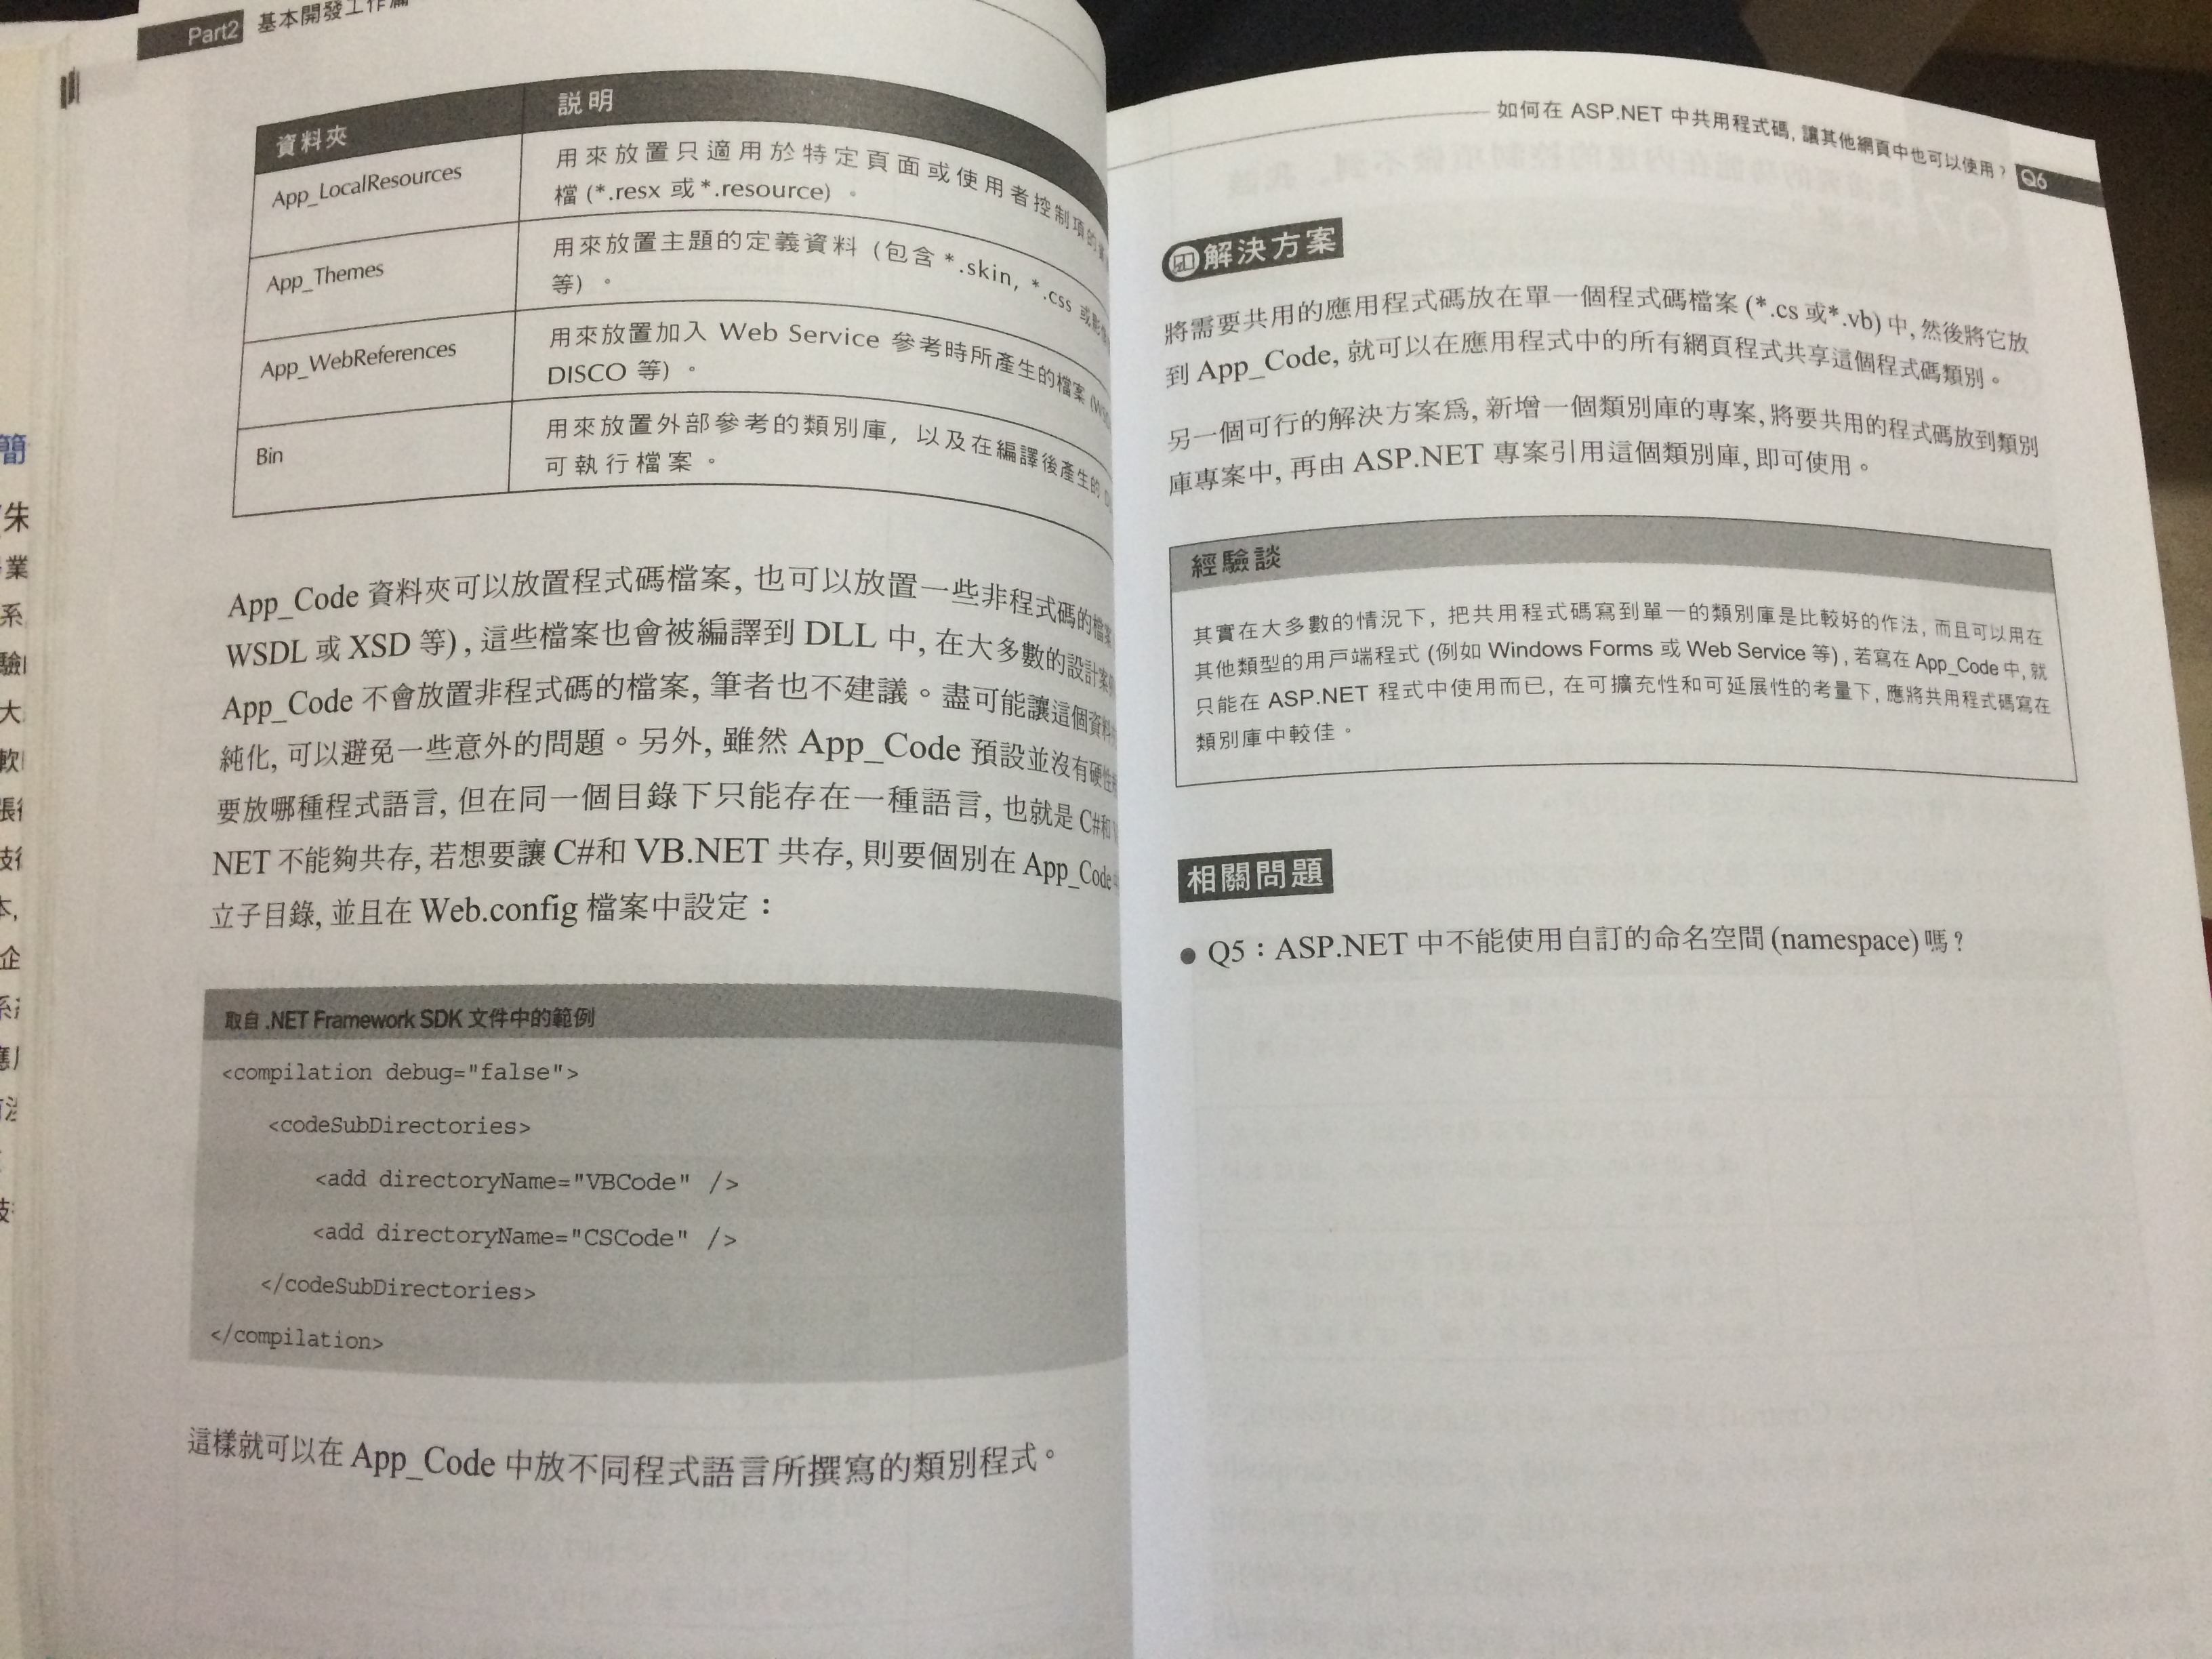 Part2 基本開發工作篇
資料夾
說明
App_LocalResources
用來放置只適用於特定頁面或使用者控制項的
檔 (*.resx 或*.resource) 。
App_Themes
用來放置主題的定義資料 (包含 *.skin, *.css 或
等) 。
App_WebReferences
用來放置加入 Web Service 參考時所產生的檔案
DISCO 等) 。
Bin
用來放置外部參考的類別庫, 以及在編譯後產生的
可執行檔案。
App_Code 資料夾可以放置程式碼檔案, 也可以放置一些非程式碼的檔案
WSDL 或 XSD 等) , 這些檔案也會被編譯到 DLL 中, 在大多數的設計案
App_Code 不會放置非程式碼的檔案, 筆者也不建議。盡可能讓這個資料
純化, 可以避免一些意外的問題。另外, 雖然 App_Code 預設並沒有硬性
要放哪種程式語言, 但在同一個目錄下只能存在一種語言, 也就是 C#和
NET 不能夠共存, 若想要讓 C#和 VB.NET 共存, 則要個別在 App_Code
立子目錄, 並且在 Web.config 檔案中設定：
取自 .NET Framework SDK 文件中的範例
<compilation debug="false">
<codeSubDirectories>
<add directoryName="VBCode" />
<add directoryName="CSCode" />
</codeSubDirectories>
</compilation>
這樣就可以在 App_Code 中放不同程式語言所撰寫的類別程式。
簡
朱
業
系
驗
大
軟
張
技
本,
企
系
應
技
如何在 ASP.NET 中共用程式碼, 讓其他網頁中也可以使用？ Q6
解決方案
將需要共用的應用程式碼放在單一個程式碼檔案 (*.cs 或*.vb) 中, 然後將它放
到 App_Code, 就可以在應用程式中的所有網頁程式共享這個程式碼類別。
另一個可行的解決方案為, 新增一個類別庫的專案, 將要共用的程式碼放到類別
庫專案中, 再由 ASP.NET 專案引用這個類別庫, 即可使用。
經驗談
其實在大多數的情況下, 把共用程式碼寫到單一的類別庫是比較好的作法, 而且可以用在
其他類型的用戶端程式 (例如 Windows Forms 或 Web Service 等) , 若寫在 App_Code 中, 就
只能在 ASP.NET 程式中使用而已, 在可擴充性和可延展性的考量下, 應將共用程式碼寫在
類別庫中較佳。
相關問題
● Q5：ASP.NET 中不能使用自訂的命名空間 (namespace) 嗎？